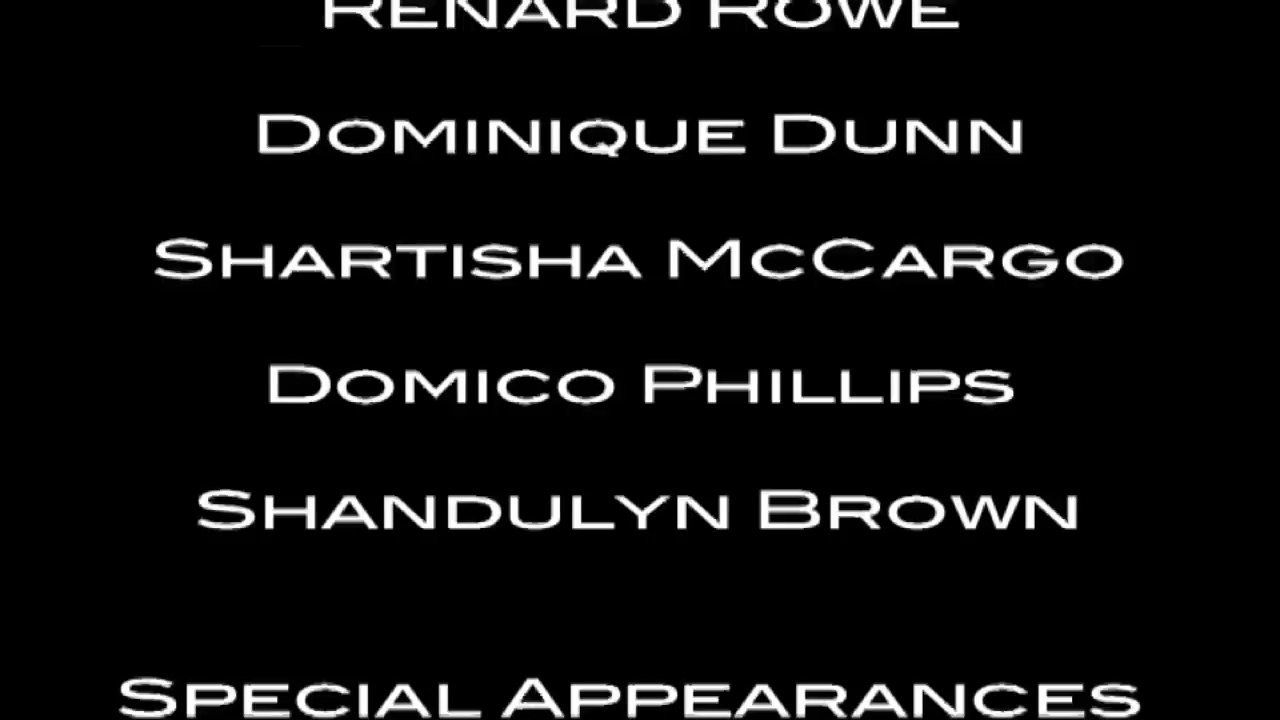 Renard Rowe
Dominique Dunn
Shartisha McCargo
Domico Phillips
Shandulyn Brown
Special Appearances